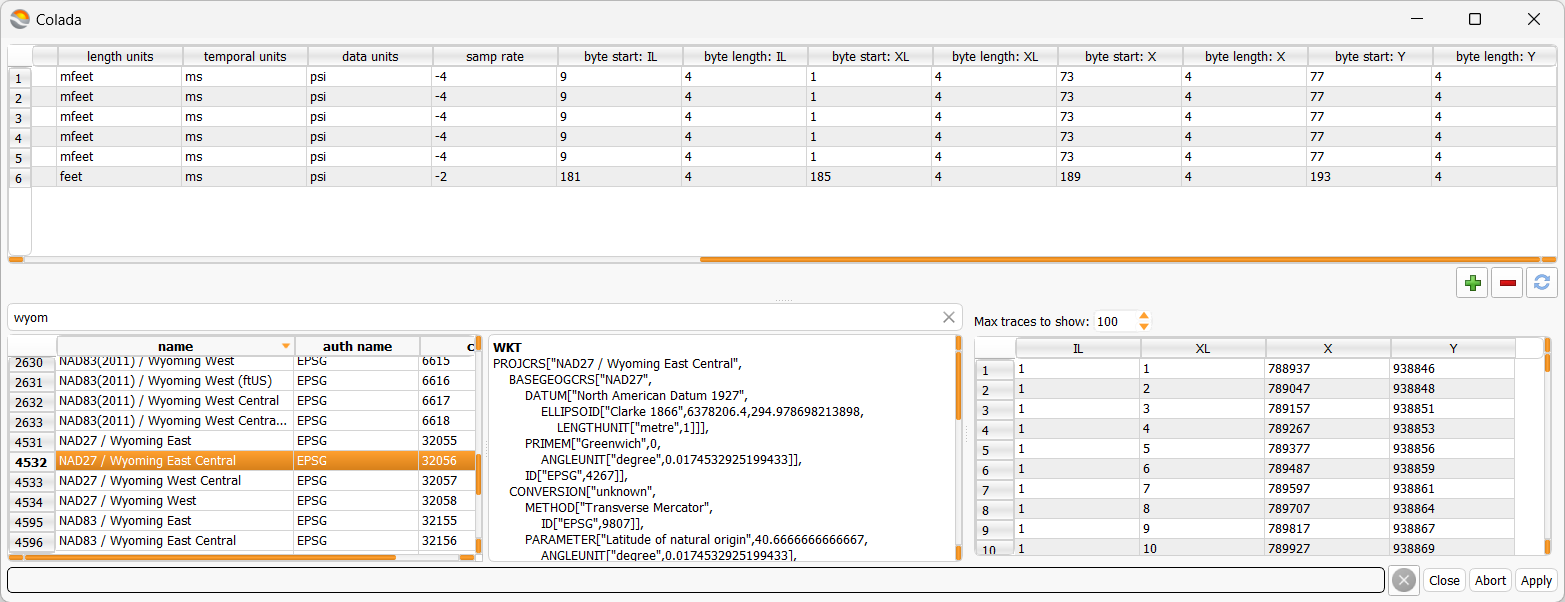 Colada
length units temporal units data units samp rate byte start: IL byte length: IL byte start: XL byte length: XL byte start: X byte length: X byte start: Y byte length: Y
1 mfeet ms psi -4 9 4 1 4 73 4 77 4
2 mfeet ms psi -4 9 4 1 4 73 4 77 4
3 mfeet ms psi -4 9 4 1 4 73 4 77 4
4 mfeet ms psi -4 9 4 1 4 73 4 77 4
5 mfeet ms psi -4 9 4 1 4 73 4 77 4
6 feet ms psi -2 181 4 185 4 189 4 193 4
wyom
name auth name c
2630 NAD83(2011) / Wyoming West EPSG 6615
2631 NAD83(2011) / Wyoming West (ftUS) EPSG 6616
2632 NAD83(2011) / Wyoming West Central EPSG 6617
2633 NAD83(2011) / Wyoming West Centra... EPSG 6618
4531 NAD27 / Wyoming East EPSG 32055
4532 NAD27 / Wyoming East Central EPSG 32056
4533 NAD27 / Wyoming West Central EPSG 32057
4534 NAD27 / Wyoming West EPSG 32058
4595 NAD83 / Wyoming East EPSG 32155
4596 NAD83 / Wyoming East Central EPSG 32156
WKT
PROJCRS["NAD27 / Wyoming East Central",
BASEGEOGCRS["NAD27",
DATUM["North American Datum 1927",
ELLIPSOID["Clarke 1866",6378206.4,294.978698213898,
LENGTHUNIT["metre",1]]],
PRIMEM["Greenwich",0,
ANGLEUNIT["degree",0.0174532925199433]],
ID["EPSG",4267]],
CONVERSION["unknown",
METHOD["Transverse Mercator",
ID["EPSG",9807]],
PARAMETER["Latitude of natural origin",40.6666666666667,
ANGLEUNIT["degree",0.0174532925199433],
Max traces to show: 100
IL XL X Y
1 1 1 788937 938846
2 1 2 789047 938848
3 1 3 789157 938851
4 1 4 789267 938853
5 1 5 789377 938856
6 1 6 789487 938859
7 1 7 789597 938861
8 1 8 789707 938864
9 1 9 789817 938867
10 1 10 789927 938869
Close Abort Apply